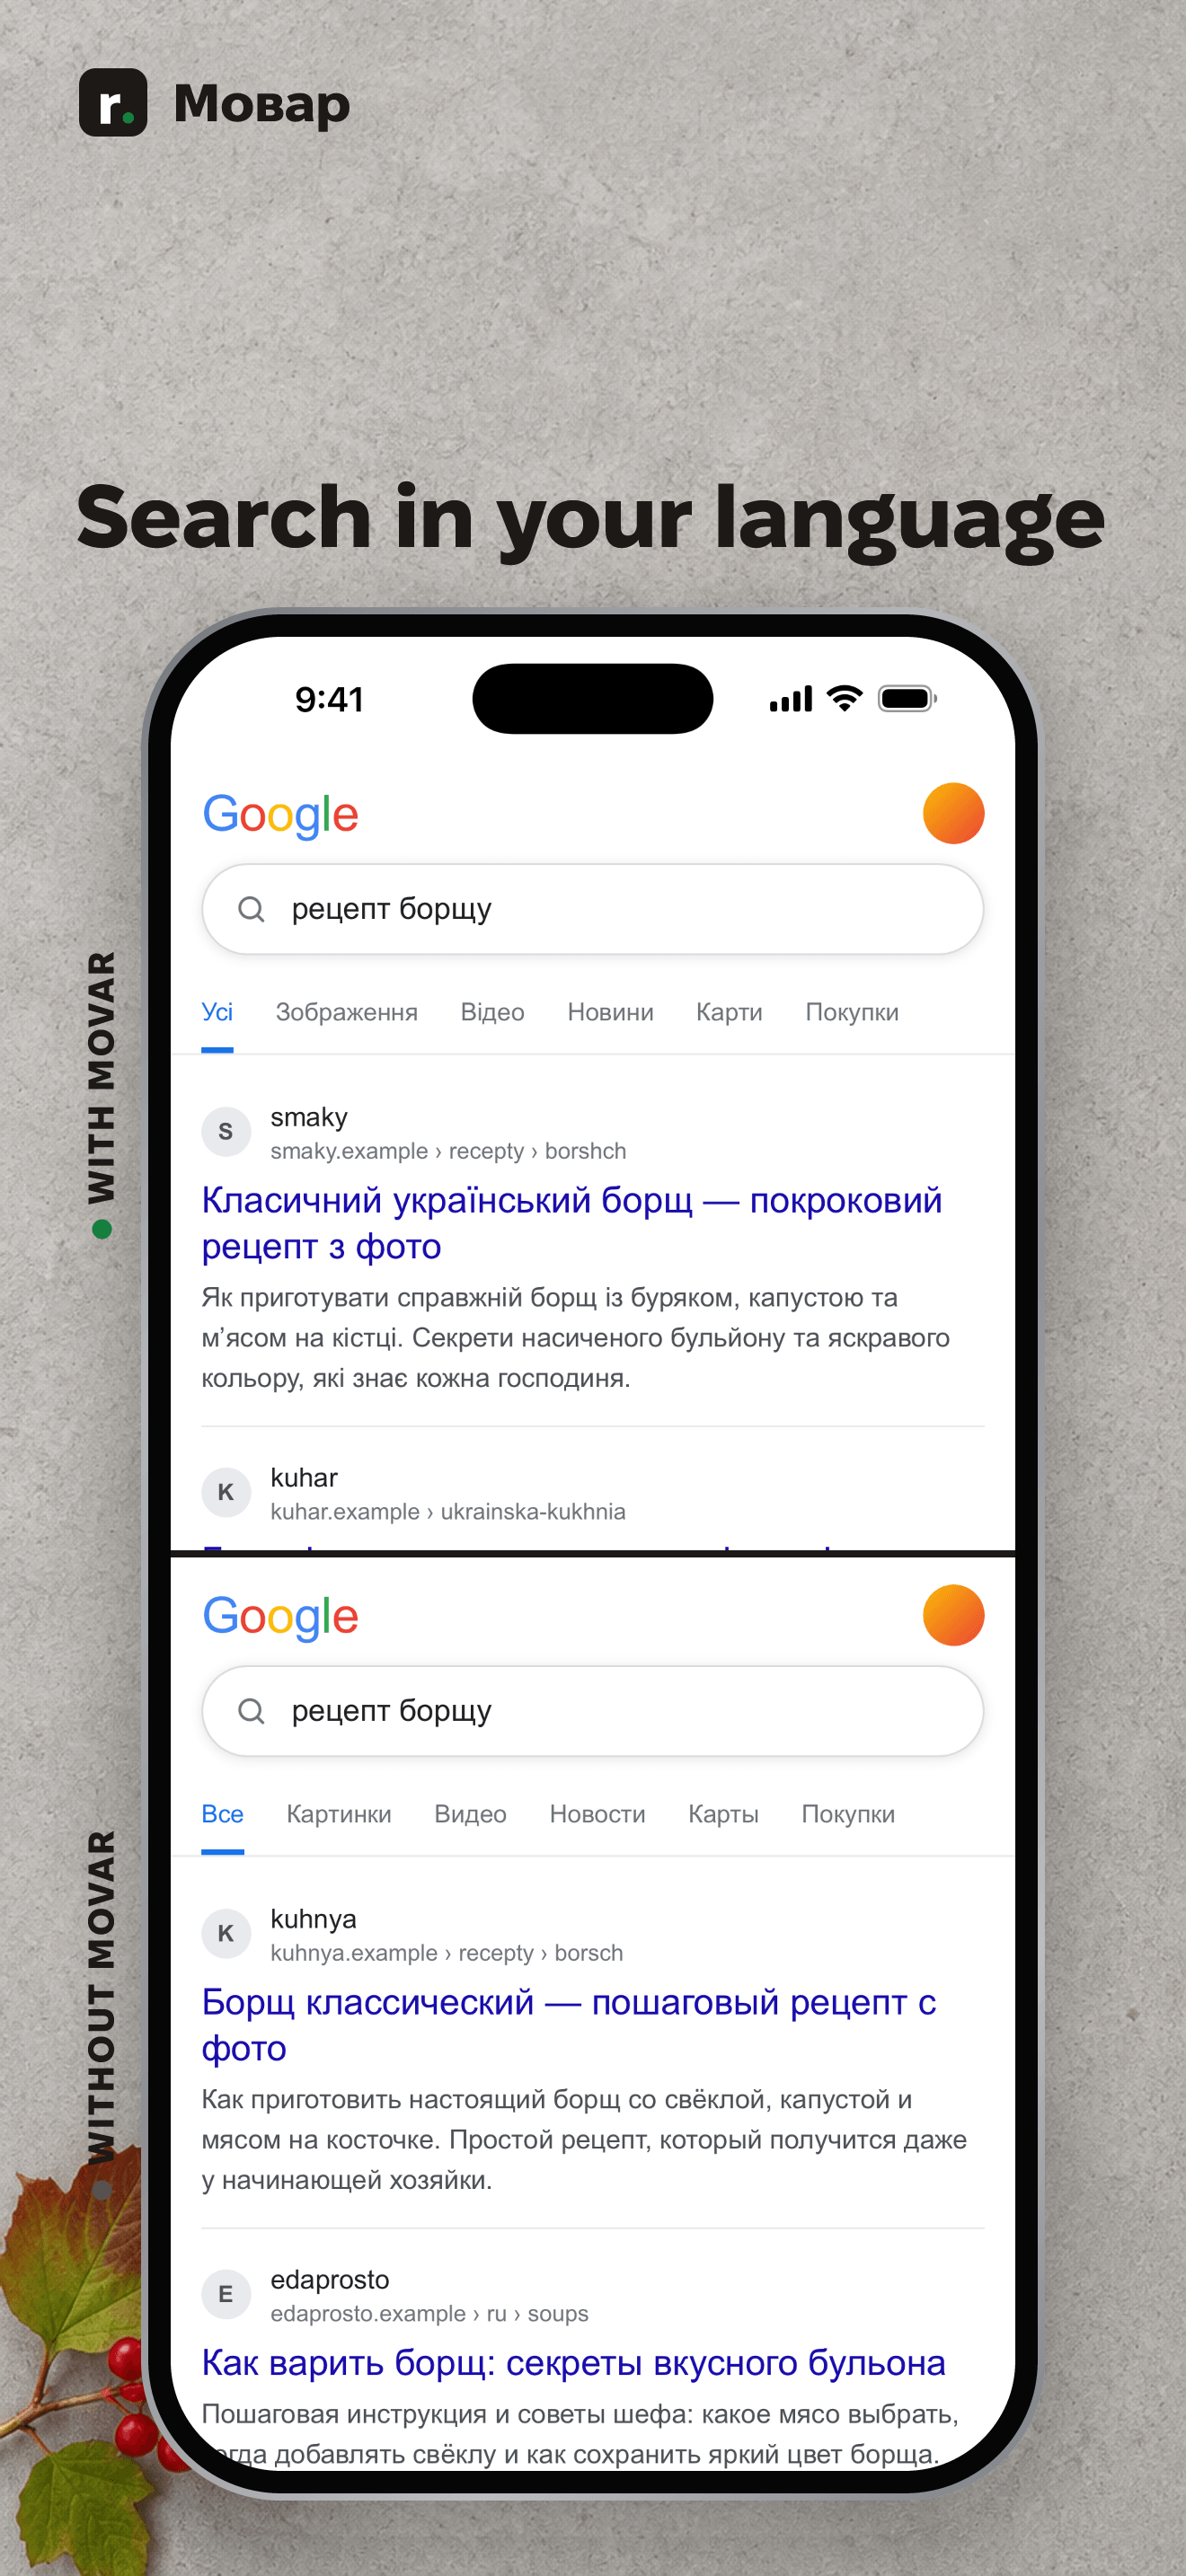 r.
Мовар
Search in your language
WITH MOVAR
9:41
Google
рецепт борщу
Усі Зображення Відео Новини Карти Покупки
S
smaky
smaky.example › recepty › borshch
Класичний український борщ — покроковий
рецепт з фото
Як приготувати справжній борщ із буряком, капустою та
м’ясом на кістці. Секрети насиченого бульйону та яскравого
кольору, які знає кожна господиня.
K
kuhar
kuhar.example › ukrainska-kukhnia
WITHOUT MOVAR
Google
рецепт борщу
Все Картинки Видео Новости Карты Покупки
K
kuhnya
kuhnya.example › recepty › borsch
Борщ классический — пошаговый рецепт с
фото
Как приготовить настоящий борщ со свёклой, капустой и
мясом на косточке. Простой рецепт, который получится даже
у начинающей хозяйки.
E
edaprosto
edaprosto.example › ru › soups
Как варить борщ: секреты вкусного бульона
Пошаговая инструкция и советы шефа: какое мясо выбрать,
добавлять свёклу и как сохранить яркий цвет борща.